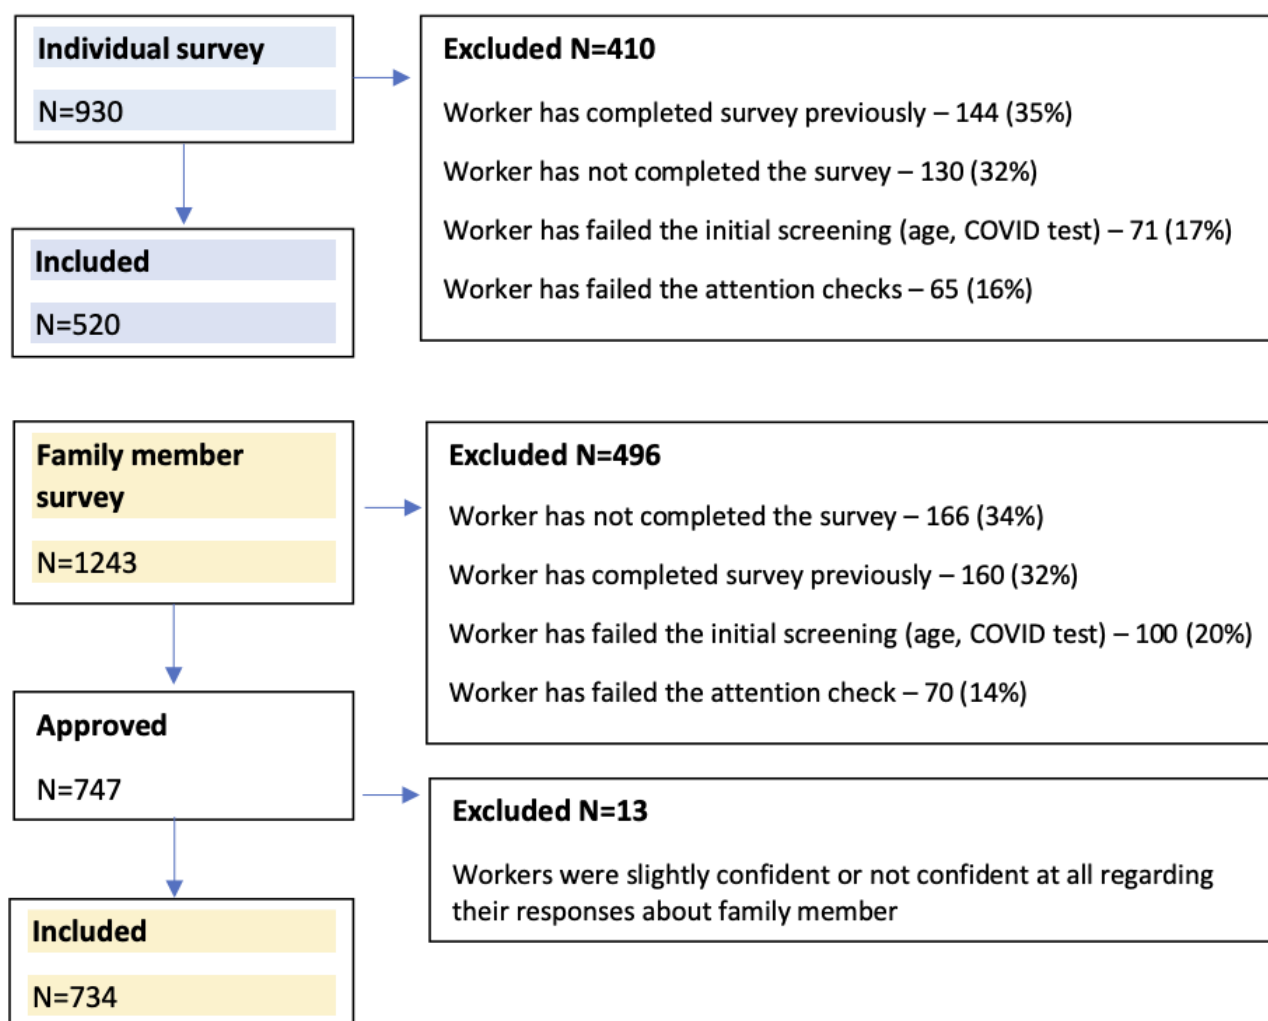 Individual survey
N=930
Excluded N=410
Worker has completed survey previously – 144 (35%)
Worker has not completed the survey – 130 (32%)
Worker has failed the initial screening (age, COVID test) – 71 (17%)
Worker has failed the attention checks – 65 (16%)
Included
N=520
Family member
survey
N=1243
Excluded N=496
Worker has not completed the survey – 166 (34%)
Worker has completed survey previously – 160 (32%)
Worker has failed the initial screening (age, COVID test) – 100 (20%)
Worker has failed the attention check – 70 (14%)
Approved
N=747
Excluded N=13
Workers were slightly confident or not confident at all regarding
their responses about family member
Included
N=734